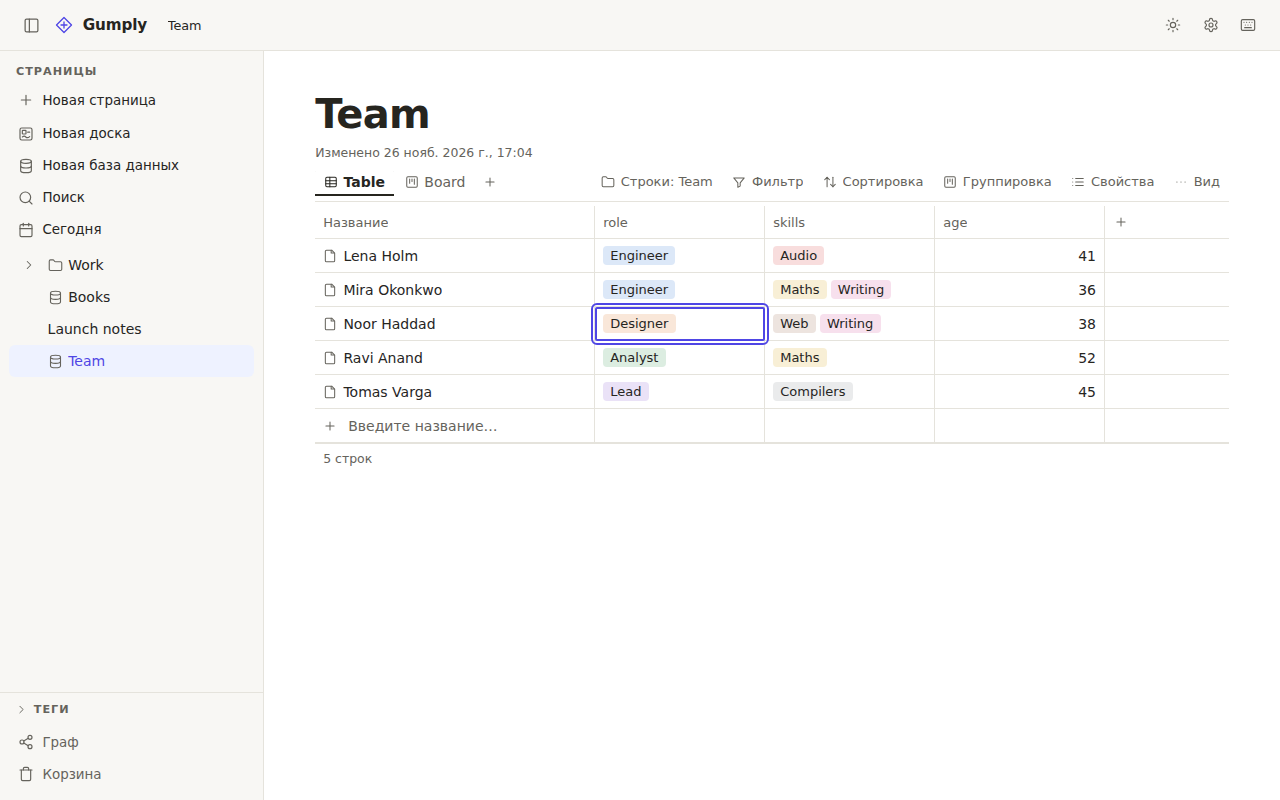 Gumply Team
СТРАНИЦЫ
Новая страница
Новая доска
Новая база данных
Поиск
Сегодня
Work
Books
Launch notes
Team
ТЕГИ
Граф
Корзина
Team
Изменено 26 нояб. 2026 г., 17:04
Table Board Строки: Team Фильтр Сортировка Группировка Свойства Вид
Название role skills age
Lena Holm Engineer Audio 41
Mira Okonkwo Engineer Maths Writing 36
Noor Haddad Designer Web Writing 38
Ravi Anand Analyst Maths 52
Tomas Varga Lead Compilers 45
Введите название…
5 строк